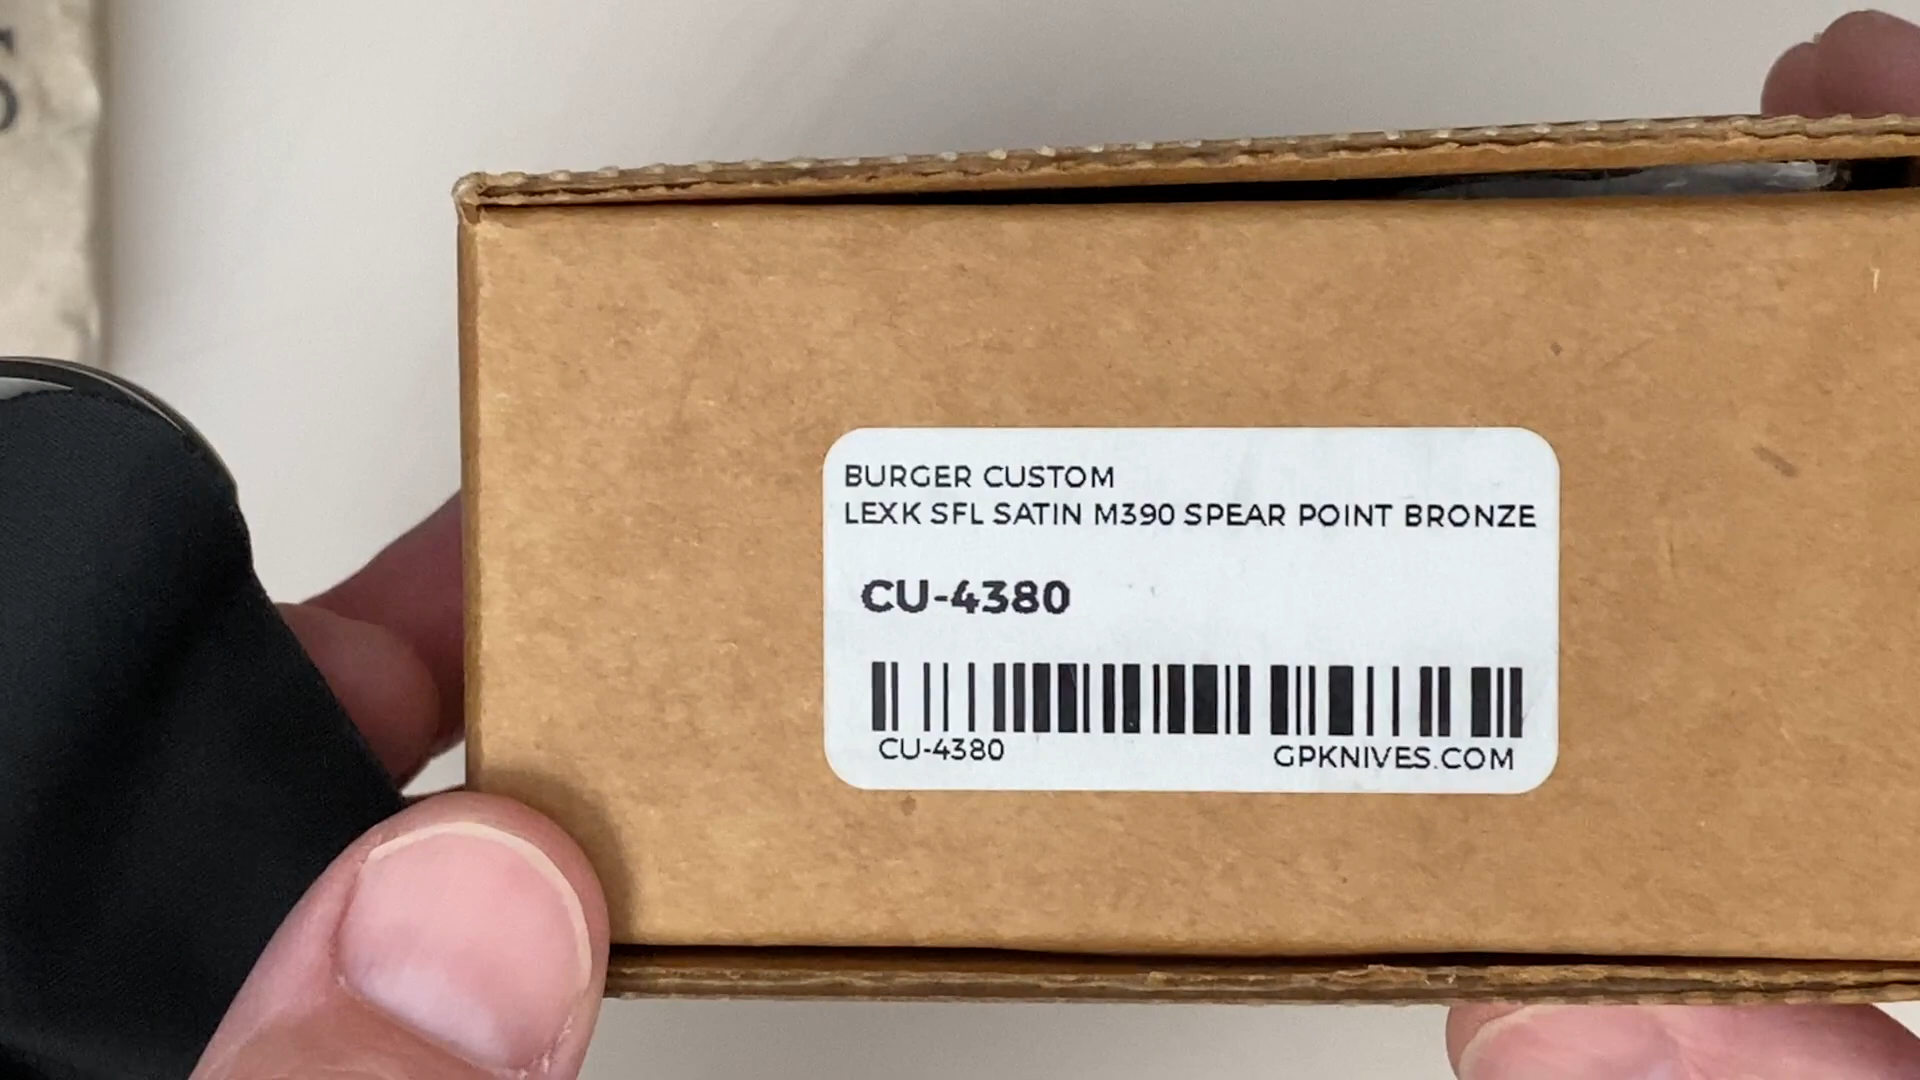 BURGER CUSTOM
LEXK SFL SATIN M390 SPEAR POINT BRONZE
CU-4380
CU-4380
GPKNIVES.COM